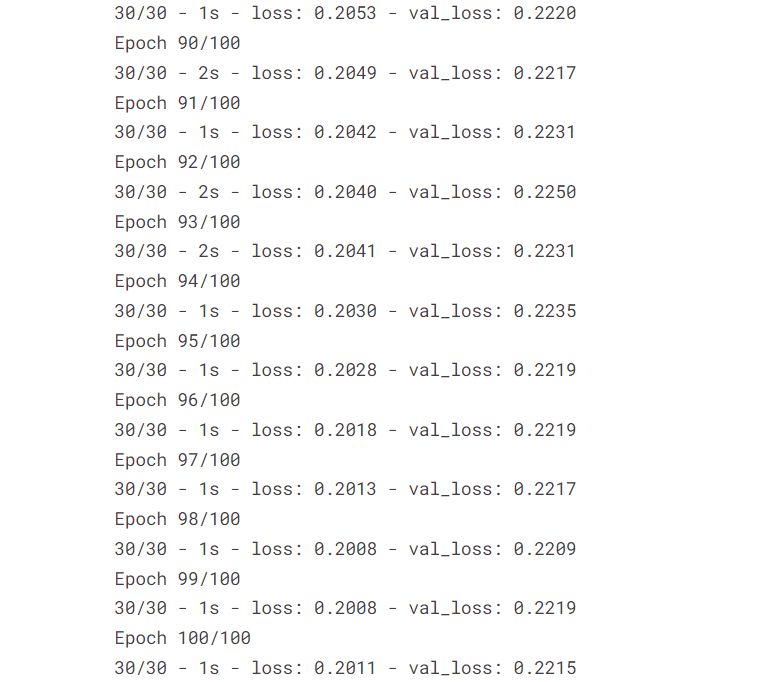 30/30 - 1s - loss: 0.2053 - val_loss: 0.2220
Epoch 90/100
30/30 - 2s - loss: 0.2049 - val_loss: 0.2217
Epoch 91/100
30/30 - 1s - loss: 0.2042 - val_loss: 0.2231
Epoch 92/100
30/30 - 2s - loss: 0.2040 - val_loss: 0.2250
Epoch 93/100
30/30 - 2s - loss: 0.2041 - val_loss: 0.2231
Epoch 94/100
30/30 - 1s - loss: 0.2030 - val_loss: 0.2235
Epoch 95/100
30/30 - 1s - loss: 0.2028 - val_loss: 0.2219
Epoch 96/100
30/30 - 1s - loss: 0.2018 - val_loss: 0.2219
Epoch 97/100
30/30 - 1s - loss: 0.2013 - val_loss: 0.2217
Epoch 98/100
30/30 - 1s - loss: 0.2008 - val_loss: 0.2209
Epoch 99/100
30/30 - 1s - loss: 0.2008 - val_loss: 0.2219
Epoch 100/100
30/30 - 1s - loss: 0.2011 - val_loss: 0.2215